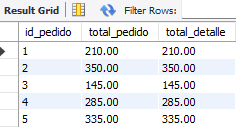 Result Grid Filter Rows:
id_pedido total_pedido total_detalle
1 210.00 210.00
2 350.00 350.00
3 145.00 145.00
4 285.00 285.00
5 335.00 335.00